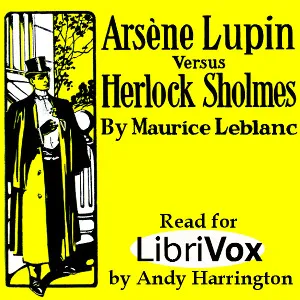 Arsène Lupin
Versus
Herlock Sholmes
By Maurice Leblanc
Read for
LibriVox
by Andy Harrington